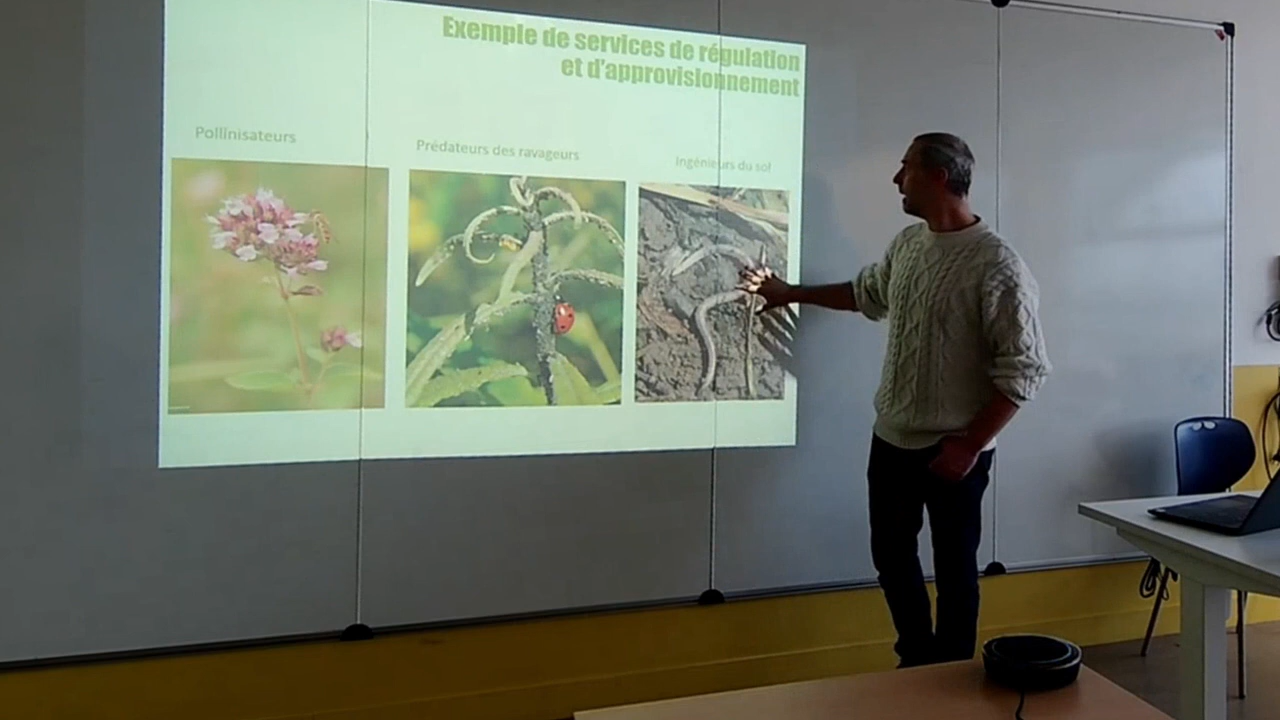 Exemple de services de régulation
et d'approvisionnement
Pollinisateurs
Prédateurs des ravageurs
Ingénieurs du sol